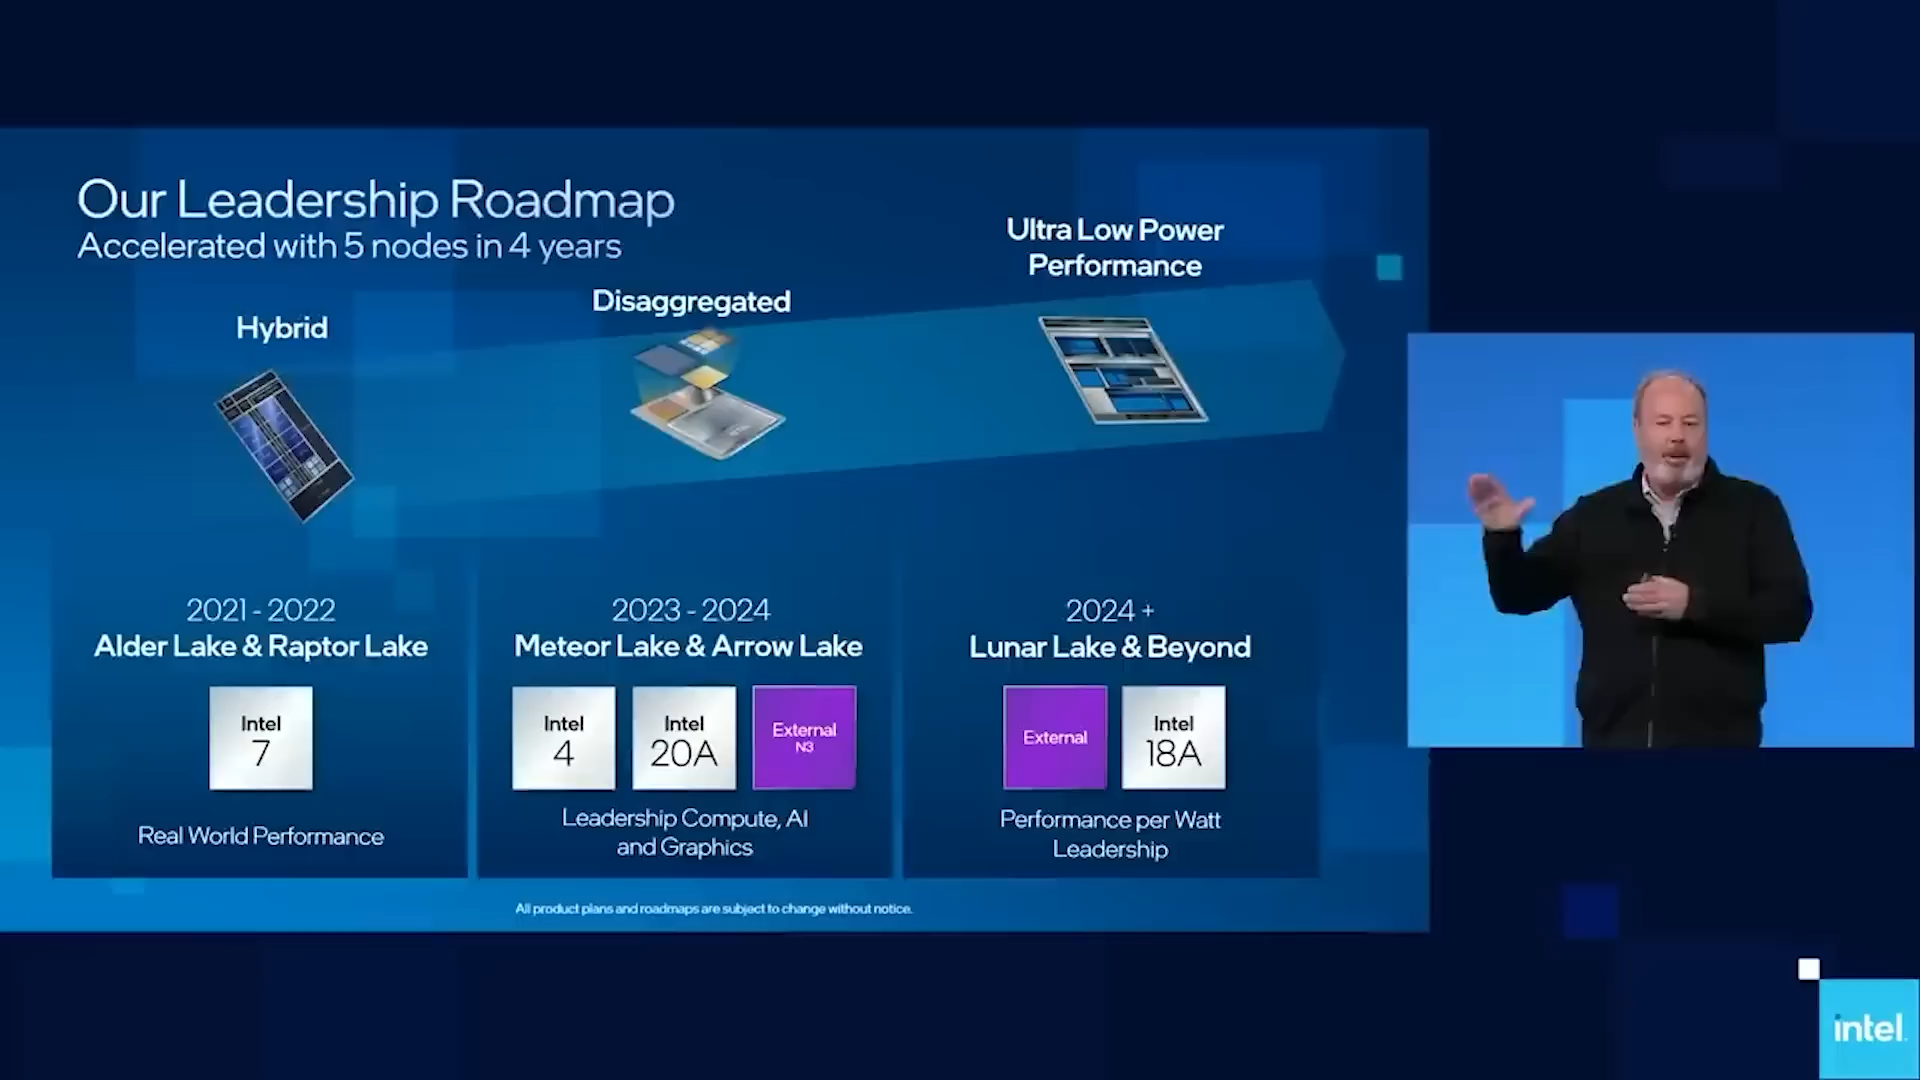 Our Leadership Roadmap
Accelerated with 5 nodes in 4 years
Hybrid
Disaggregated
Ultra Low Power
Performance
2021 - 2022
Alder Lake & Raptor Lake
Intel
7
Real World Performance
2023 - 2024
Meteor Lake & Arrow Lake
Intel
4
Intel
20A
External
N3
Leadership Compute, AI
and Graphics
2024 +
Lunar Lake & Beyond
External
Intel
18A
Performance per Watt
Leadership
All product plans and roadmaps are subject to change without notice.
intel.